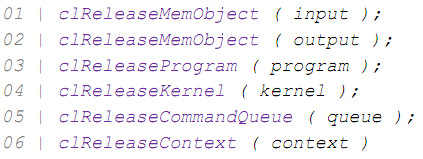 01 | clReleaseMemObject ( input );
02 | clReleaseMemObject ( output );
03 | clReleaseProgram ( program );
04 | clReleaseKernel ( kernel );
05 | clReleaseCommandQueue ( queue );
06 | clReleaseContext ( context )